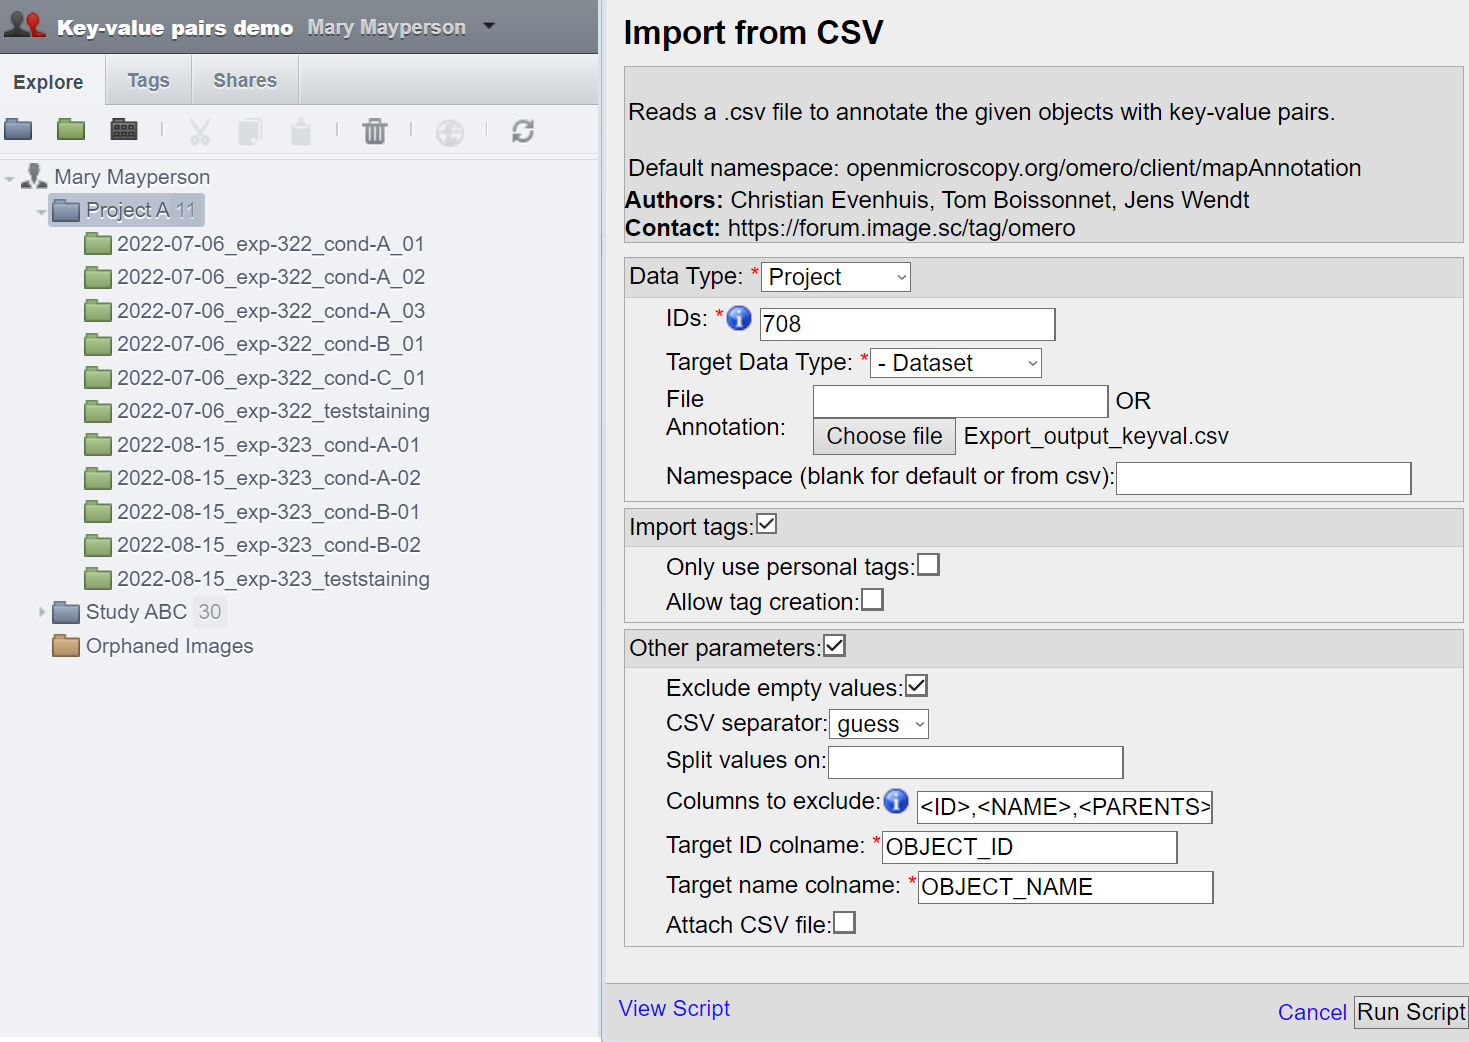 Key-value pairs demo Mary Mayperson
Explore Tags Shares
Mary Mayperson
Project A 11
2022-07-06_exp-322_cond-A_01
2022-07-06_exp-322_cond-A_02
2022-07-06_exp-322_cond-A_03
2022-07-06_exp-322_cond-B_01
2022-07-06_exp-322_cond-C_01
2022-07-06_exp-322_teststaining
2022-08-15_exp-323_cond-A-01
2022-08-15_exp-323_cond-A-02
2022-08-15_exp-323_cond-B-01
2022-08-15_exp-323_cond-B-02
2022-08-15_exp-323_teststaining
Study ABC 30
Orphaned Images
Import from CSV
Reads a .csv file to annotate the given objects with key-value pairs.
Default namespace: openmicroscopy.org/omero/client/mapAnnotation
Authors: Christian Evenhuis, Tom Boissonnet, Jens Wendt
Contact: https://forum.image.sc/tag/omero
Data Type: * Project
IDs: * 708
Target Data Type: * - Dataset
File
Annotation:
OR
Choose file Export_output_keyval.csv
Namespace (blank for default or from csv):
Import tags:
Only use personal tags:
Allow tag creation:
Other parameters:
Exclude empty values:
CSV separator: guess
Split values on:
Columns to exclude: <ID>,<NAME>,<PARENTS>
Target ID colname: * OBJECT_ID
Target name colname: * OBJECT_NAME
Attach CSV file:
View Script
Cancel Run Script